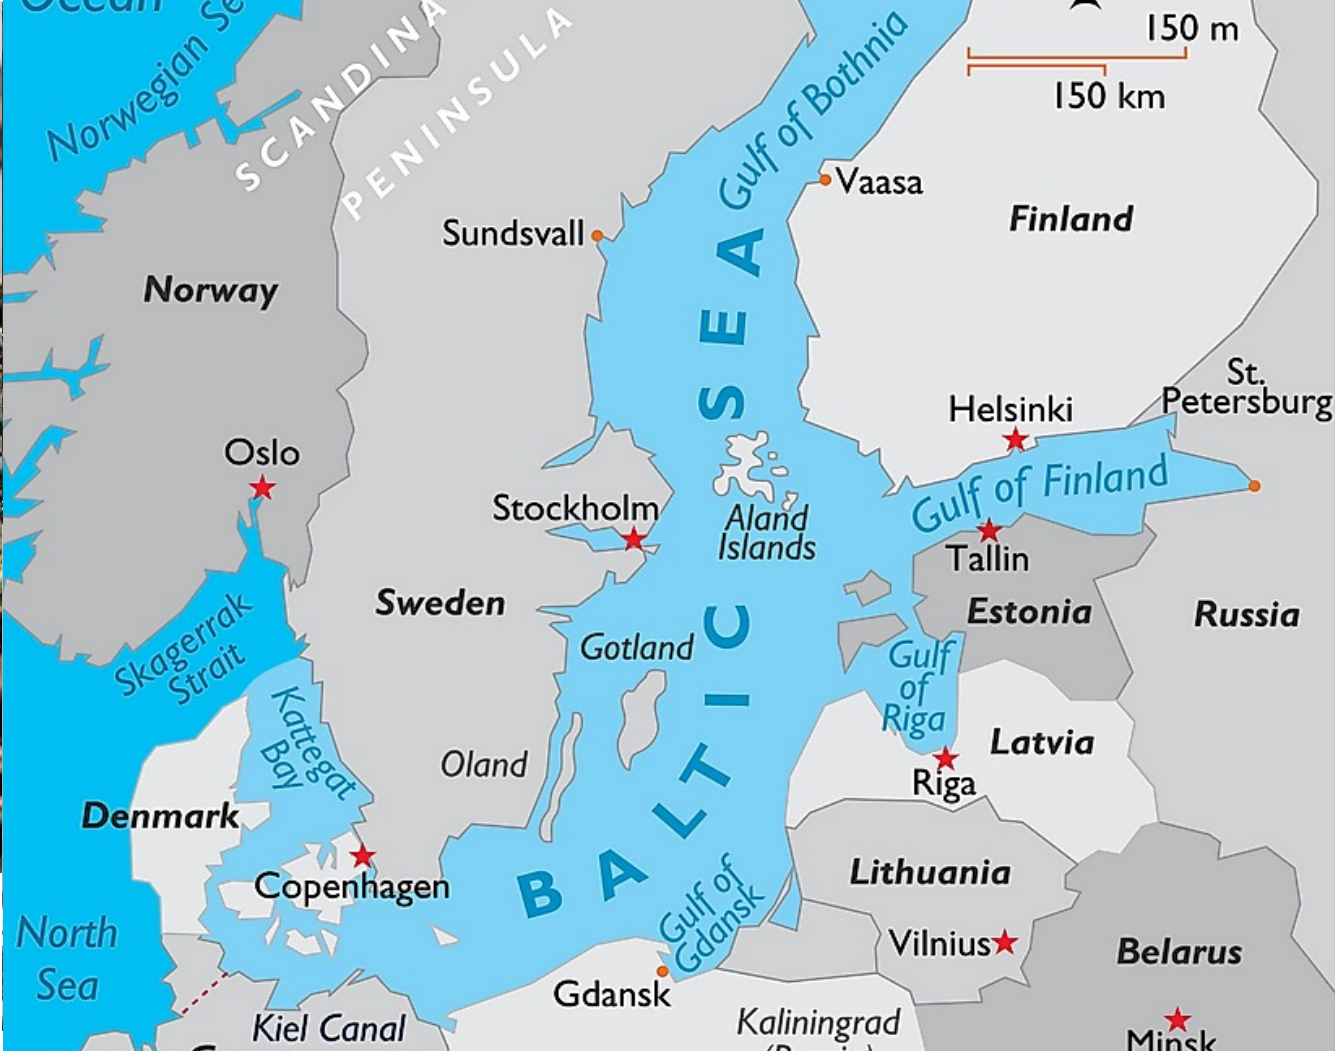 Ocean
Norwegian Se
SCANDINA
PENINSULA
150 m
150 km
Gulf of Bothnia
Vaasa
Finland
Sundsvall
Norway
St.
Petersburg
Helsinki
Oslo
Gulf of Finland
Stockholm
Aland
Islands
Tallin
Estonia
Russia
Sweden
Skagerrak
Strait
Gotland
Gulf
of
Riga
Kattegat
Bay
Latvia
Oland
Riga
Denmark
BALTIC SEA
Copenhagen
Lithuania
Gulf of
Gdansk
North
Sea
Vilnius
Belarus
Gdansk
Kiel Canal
Kaliningrad
(Russia)
Minsk